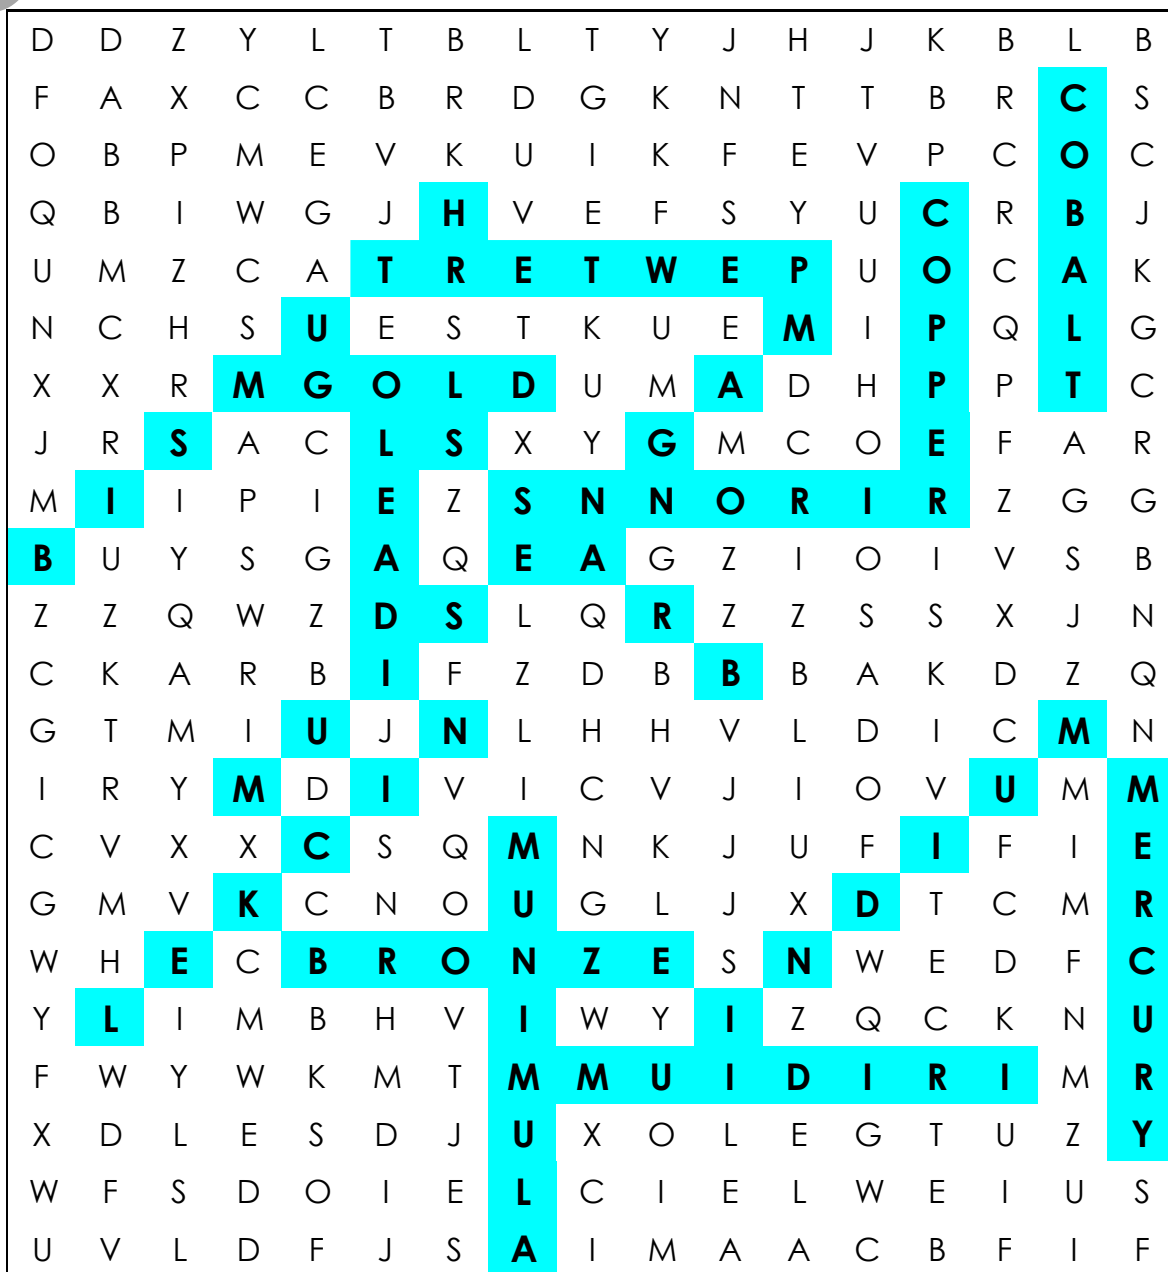 D D Z Y L T B L T Y J H J K B L B
F A X C C B R D G K N T T B R C S
O B P M E V K U I K F E V P C O C
Q B I W G J H V E F S Y U C R B J
U M Z C A T R E T W E P U O C A K
N C H S U E S T K U E M I P Q L G
X X R M G O L D U M A D H P P T C
J R S A C L S X Y G M C O E F A R
M I I P I E Z S N N O R I R Z G G
B U Y S G A Q E A G Z I O I V S B
Z Z Q W Z D S L Q R Z Z S S X J N
C K A R B I F Z D B B B A K D Z Q
G T M I U J N L H H V L D I C M N
I R Y M D I V I C V J I O V U M M
C V X X C S Q M N K J U F I F I E
G M V K C N O U G L J X D T C M R
W H E C B R O N Z E S N W E D F C
Y L I M B H V I W Y I Z Q C K N U
F W Y W K M T M M U I D I R I M R
X D L E S D J U X O L E G T U Z Y
W F S D O I E L C I E L W E I U S
U V L D F J S A I M A A C B F I F